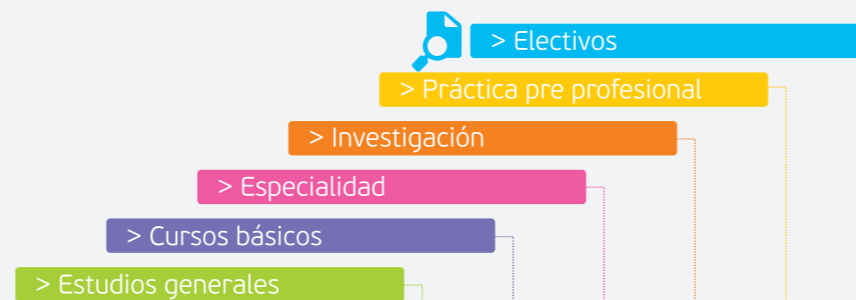 > Electivos
> Práctica pre profesional
> Investigación
> Especialidad
> Cursos básicos
> Estudios generales